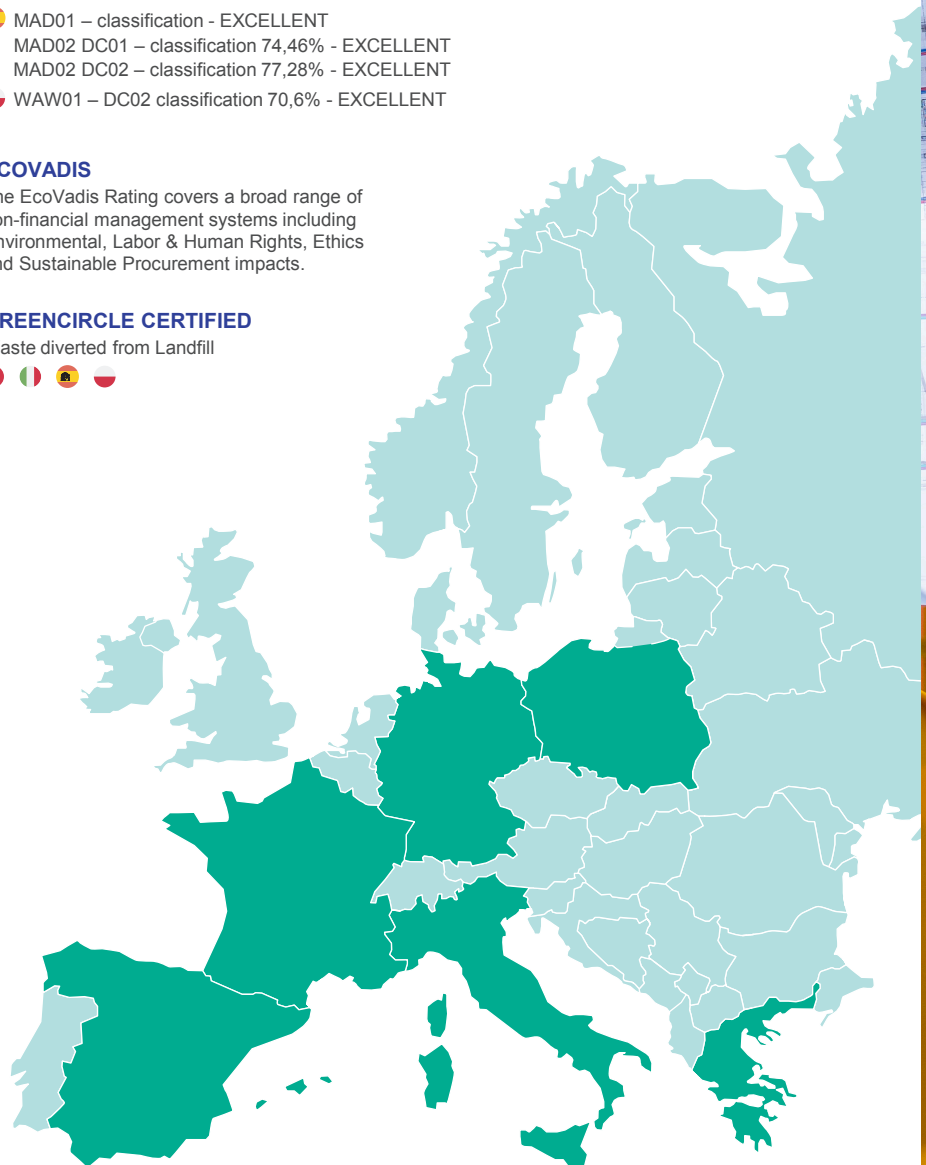 MAD01 – classification - EXCELLENT
MAD02 DC01 – classification 74,46% - EXCELLENT
MAD02 DC02 – classification 77,28% - EXCELLENT
WAW01 – DC02 classification 70,6% - EXCELLENT
COVADIS
he EcoVadis Rating covers a broad range of
on-financial management systems including
nvironmental, Labor & Human Rights, Ethics
nd Sustainable Procurement impacts.
REENCIRCLE CERTIFIED
aste diverted from Landfill